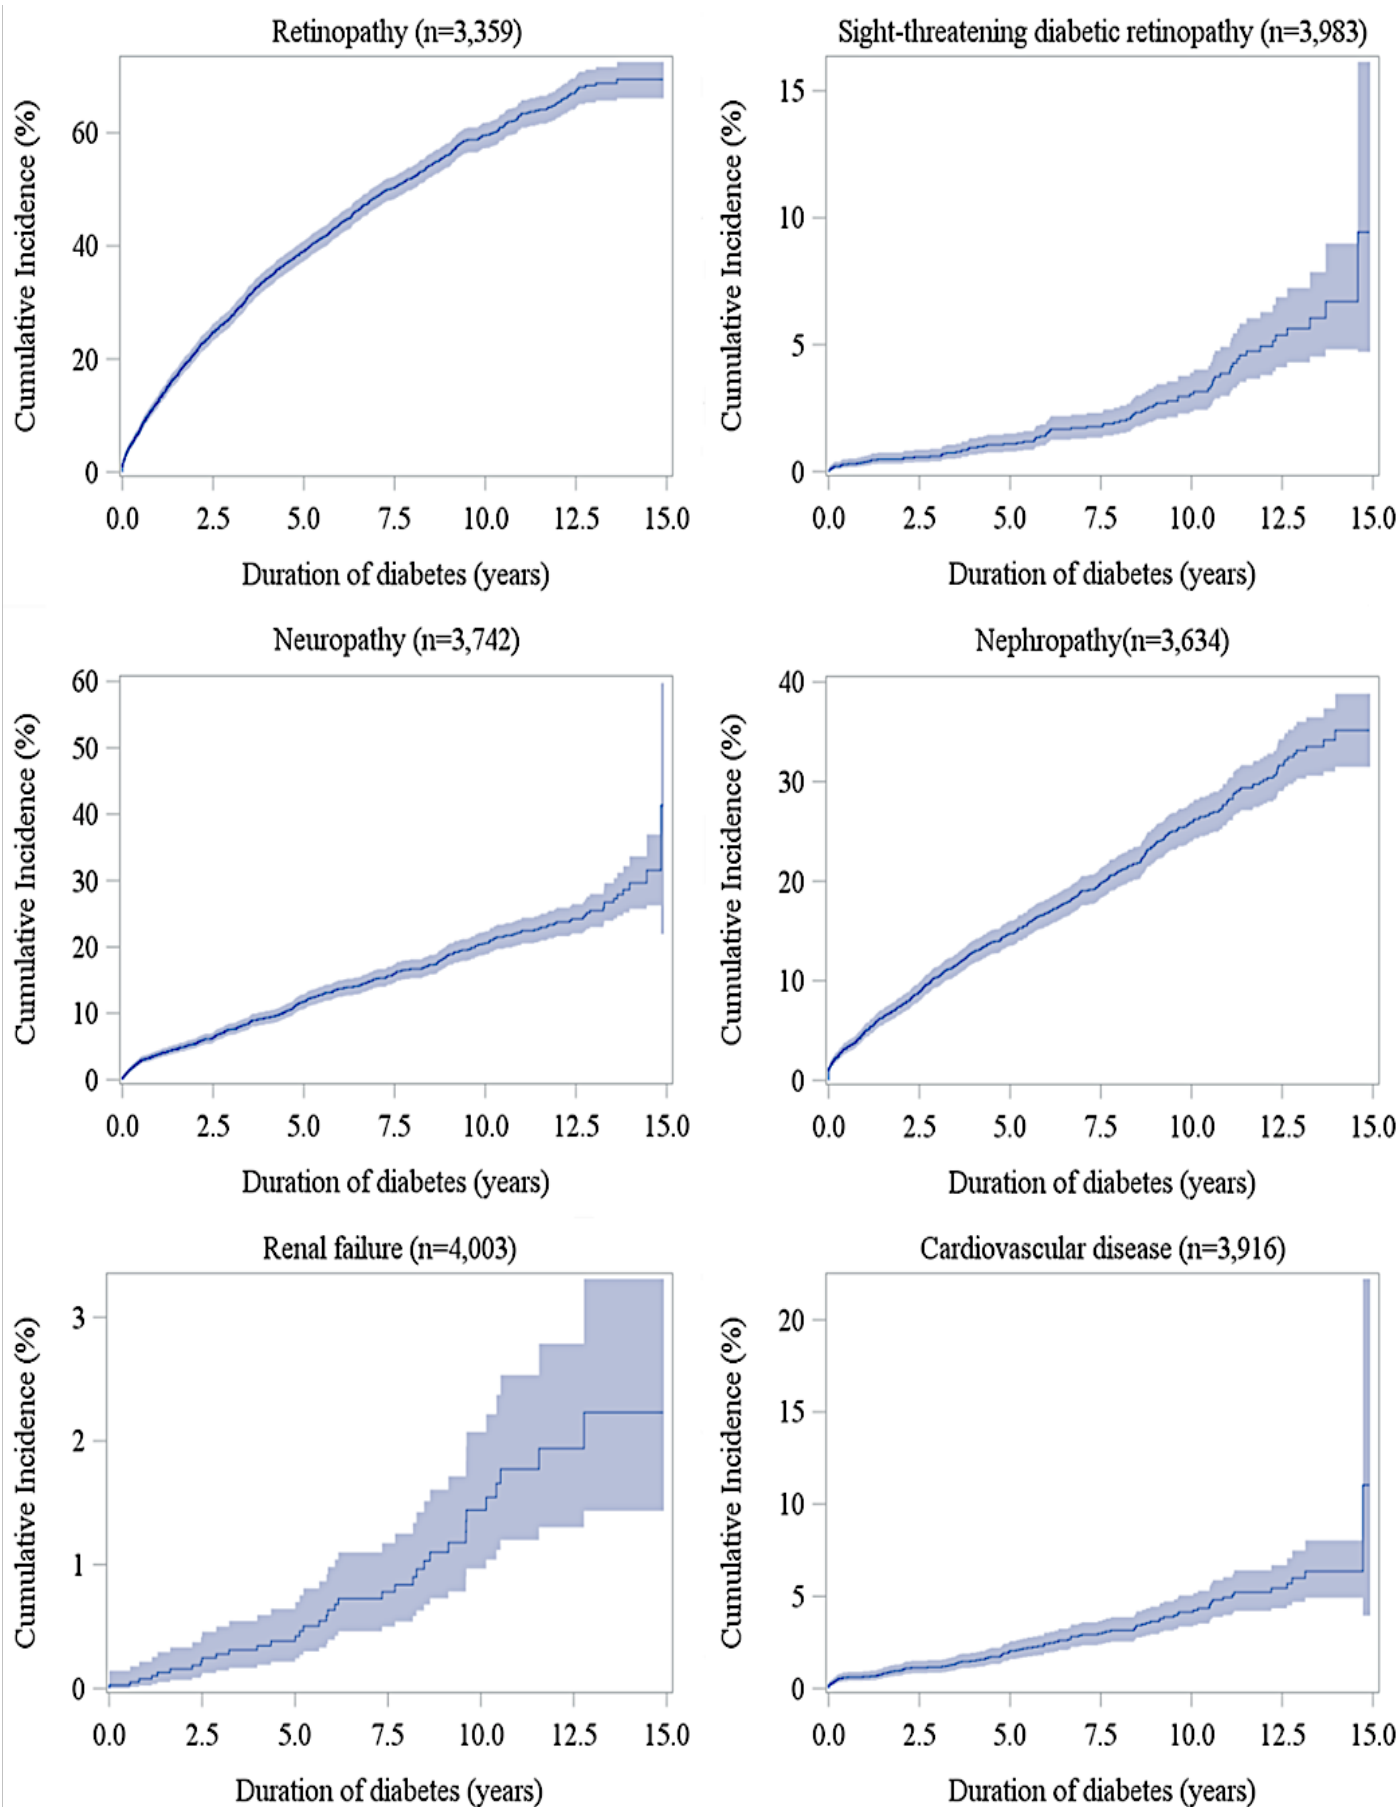 Retinopathy (n=3,359)
Cumulative Incidence (%)
60
40
20
0
0.0 2.5 5.0 7.5 10.0 12.5 15.0
Duration of diabetes (years)
Sight-threatening diabetic retinopathy (n=3,983)
Cumulative Incidence (%)
15
10
5
0
0.0 2.5 5.0 7.5 10.0 12.5 15.0
Duration of diabetes (years)
Neuropathy (n=3,742)
Cumulative Incidence (%)
60
50
40
30
20
10
0
0.0 2.5 5.0 7.5 10.0 12.5 15.0
Duration of diabetes (years)
Nephropathy(n=3,634)
Cumulative Incidence (%)
40
30
20
10
0
0.0 2.5 5.0 7.5 10.0 12.5 15.0
Duration of diabetes (years)
Renal failure (n=4,003)
Cumulative Incidence (%)
3
2
1
0
0.0 2.5 5.0 7.5 10.0 12.5 15.0
Duration of diabetes (years)
Cardiovascular disease (n=3,916)
Cumulative Incidence (%)
20
15
10
5
0
0.0 2.5 5.0 7.5 10.0 12.5 15.0
Duration of diabetes (years)